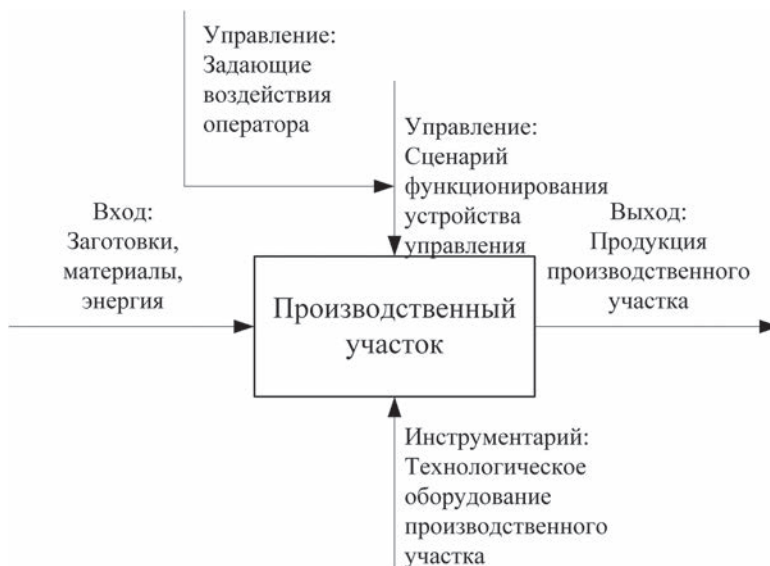 Управление:
Задающие
воздействия
оператора
Управление:
Сценарий
функционирования
устройства
управления
Вход:
Заготовки,
материалы,
энергия
Выход:
Продукция
производственного
участка
Производственный
участок
Инструментарий:
Технологическое
оборудование
производственного
участка